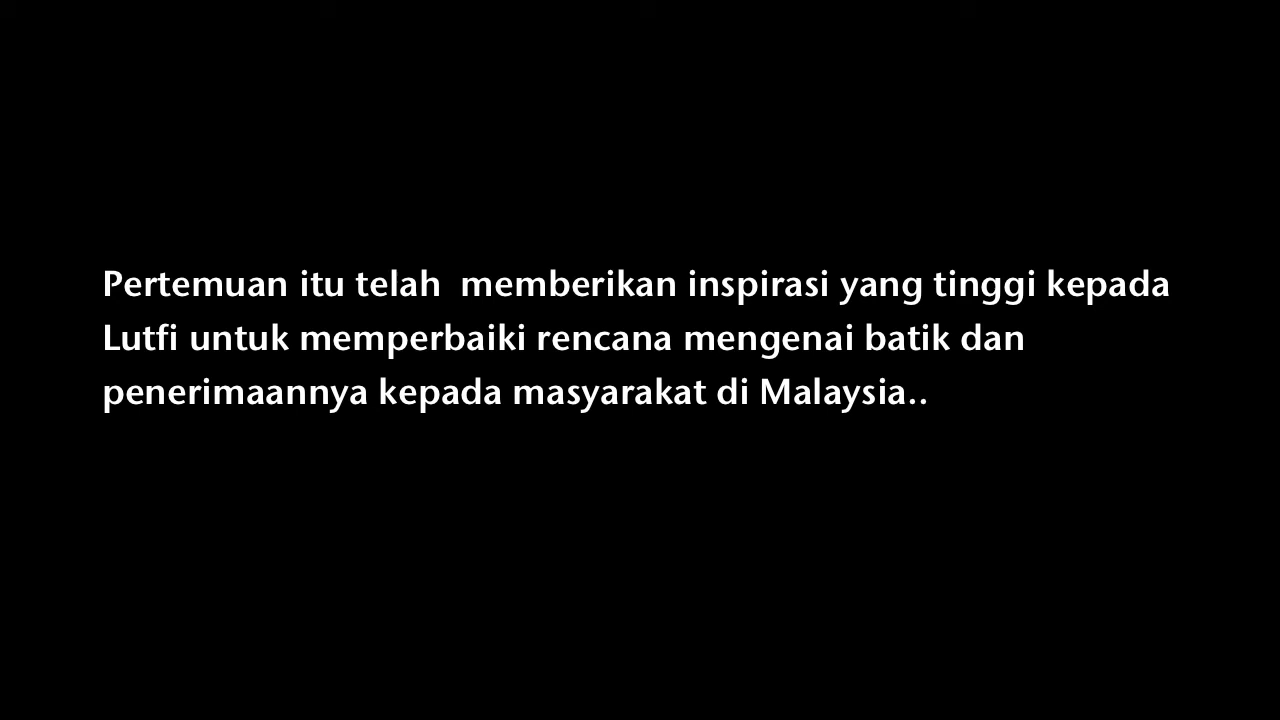 Pertemuan itu telah  memberikan inspirasi yang tinggi kepada
Lutfi untuk memperbaiki rencana mengenai batik dan
penerimaannya kepada masyarakat di Malaysia..